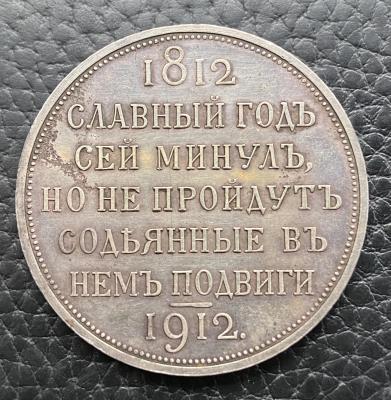 1812
СЛАВНЫЙ ГОДЪ
СЕЙ МИНУЛЪ,
НО НЕ ПРОЙДУТЪ
СОДѢЯННЫЕ ВЪ
НЕМЪ ПОДВИГИ
1912.